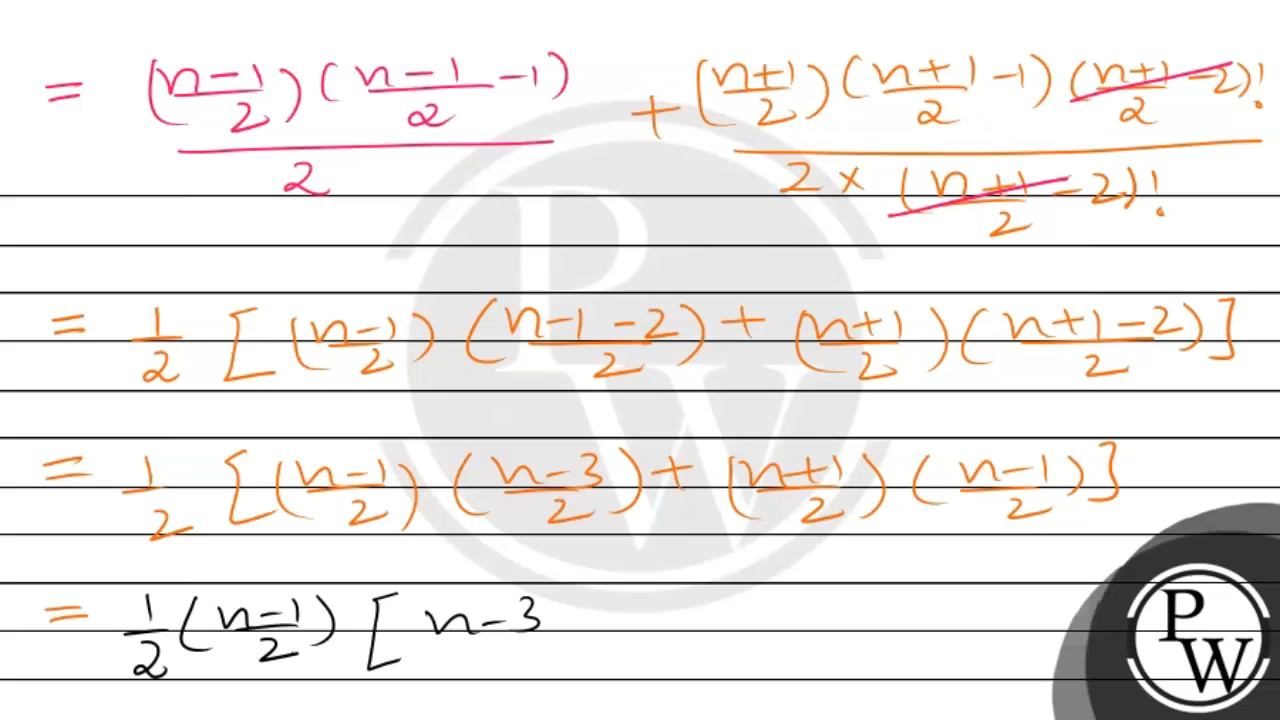 = ((n-1)/2)((n-1)/2 -1)/2 + ((n+1)/2)((n+1)/2 -1)((n+1)/2 -2)!/(2 × ((n+1)/2 -2)!)
= 1/2 [((n-1)/2)((n-1-2)/2) + ((n+1)/2)((n+1-2)/2)]
= 1/2 [((n-1)/2)((n-3)/2) + ((n+1)/2)((n-1)/2)]
= 1/2 ((n-1)/2) [ n-3
PW
PW